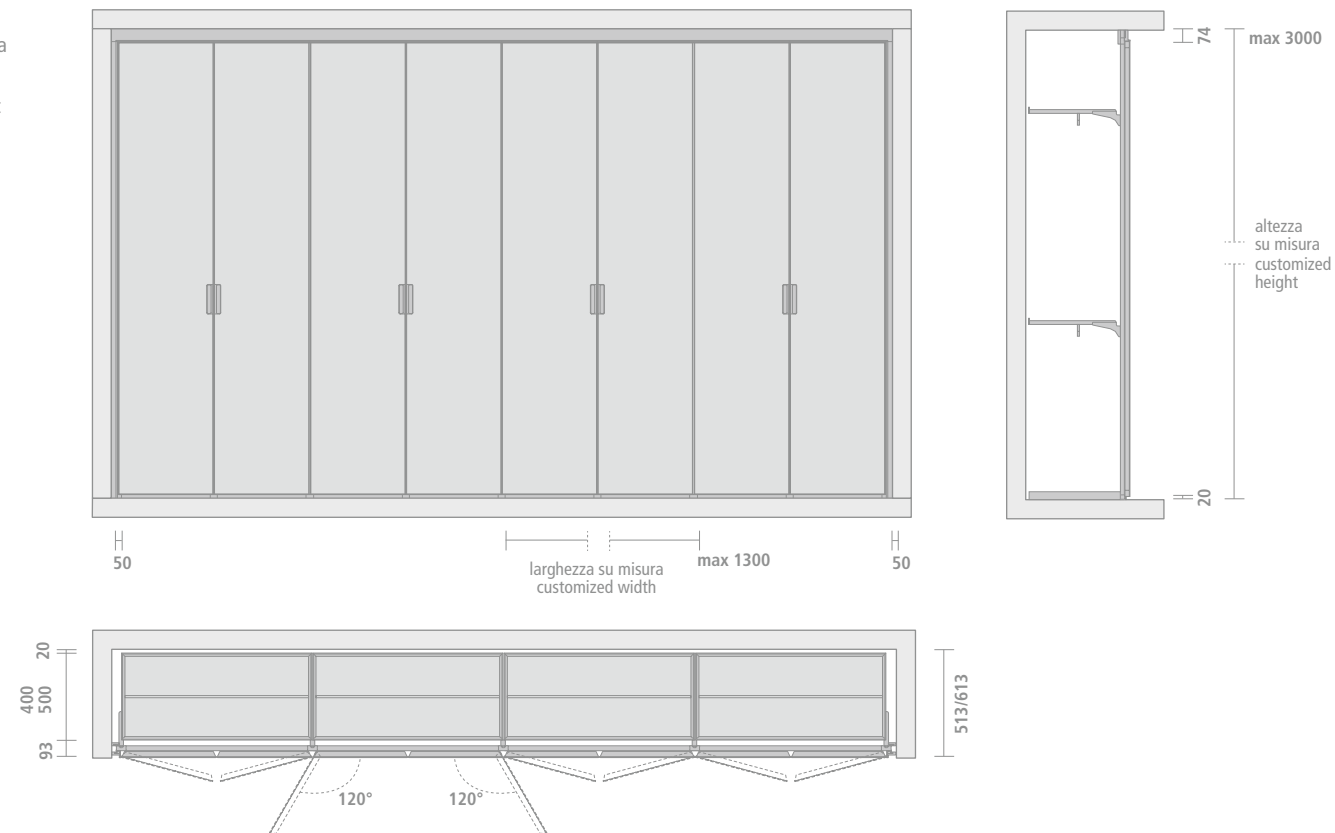 a
74
max 3000
altezza
su misura
customized
height
20
50
larghezza su misura
customized width
max 1300
50
20
400
500
93
513/613
120°
120°